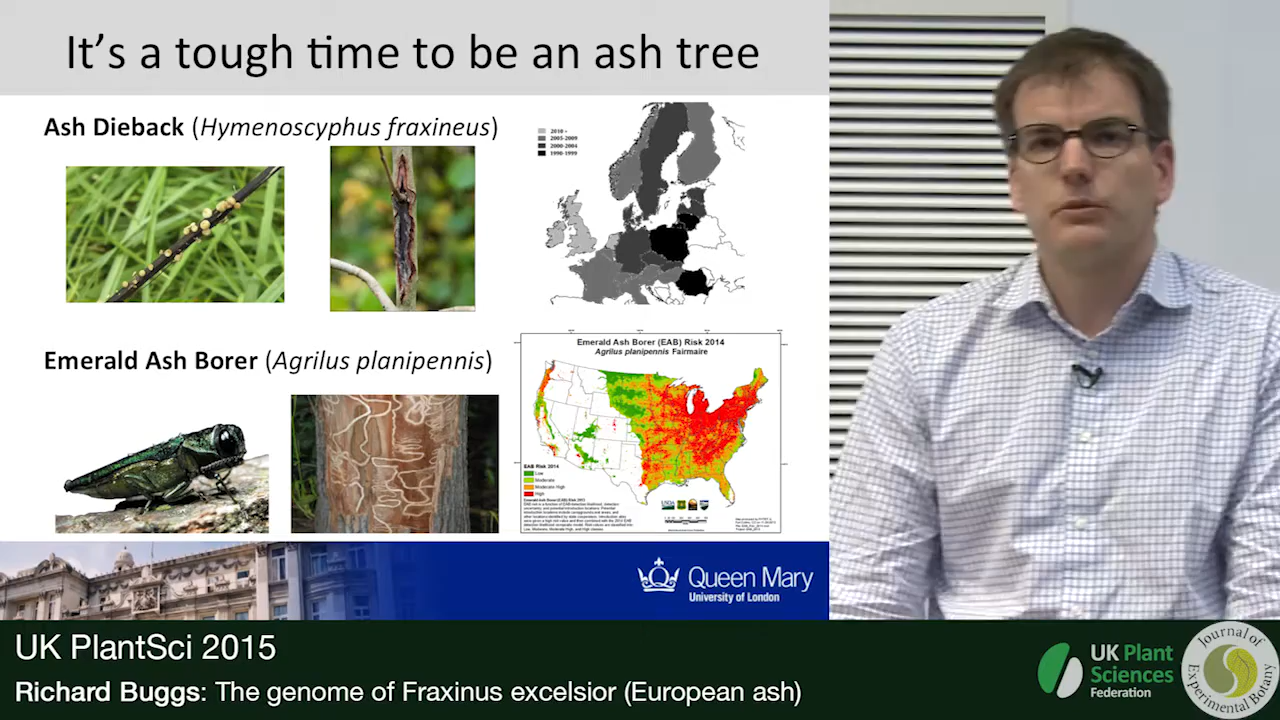 It's a tough time to be an ash tree
Ash Dieback (Hymenoscyphus fraxineus)
2010 -
2005-2009
2000-2004
1990-1999
Emerald Ash Borer (Agrilus planipennis)
Emerald Ash Borer (EAB) Risk 2014
Agrilus planipennis Fairmaire
EAB Risk 2014
Low
Moderate
Moderate-High
High
Queen Mary
University of London
UK PlantSci 2015
Richard Buggs: The genome of Fraxinus excelsior (European ash)
UK Plant
Sciences
Federation
Journal of
Experimental Botany